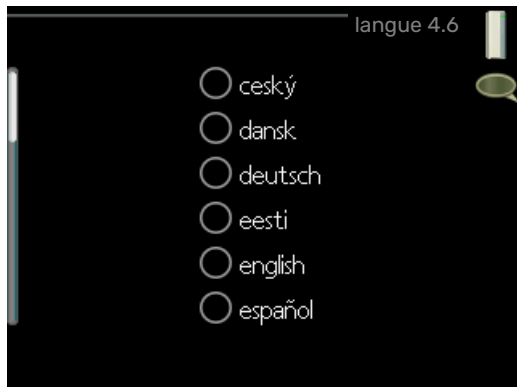 langue 4.6
ceský
dansk
deutsch
eesti
english
español